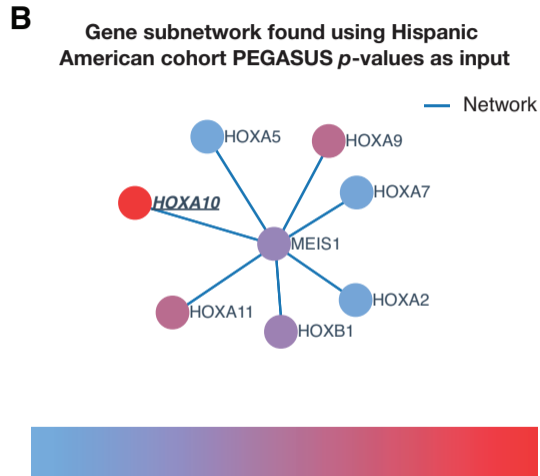 B
Gene subnetwork found using Hispanic
American cohort PEGASUS p-values as input
Network
HOXA5
HOXA9
HOXA7
HOXA10
MEIS1
HOXA2
HOXA11
HOXB1